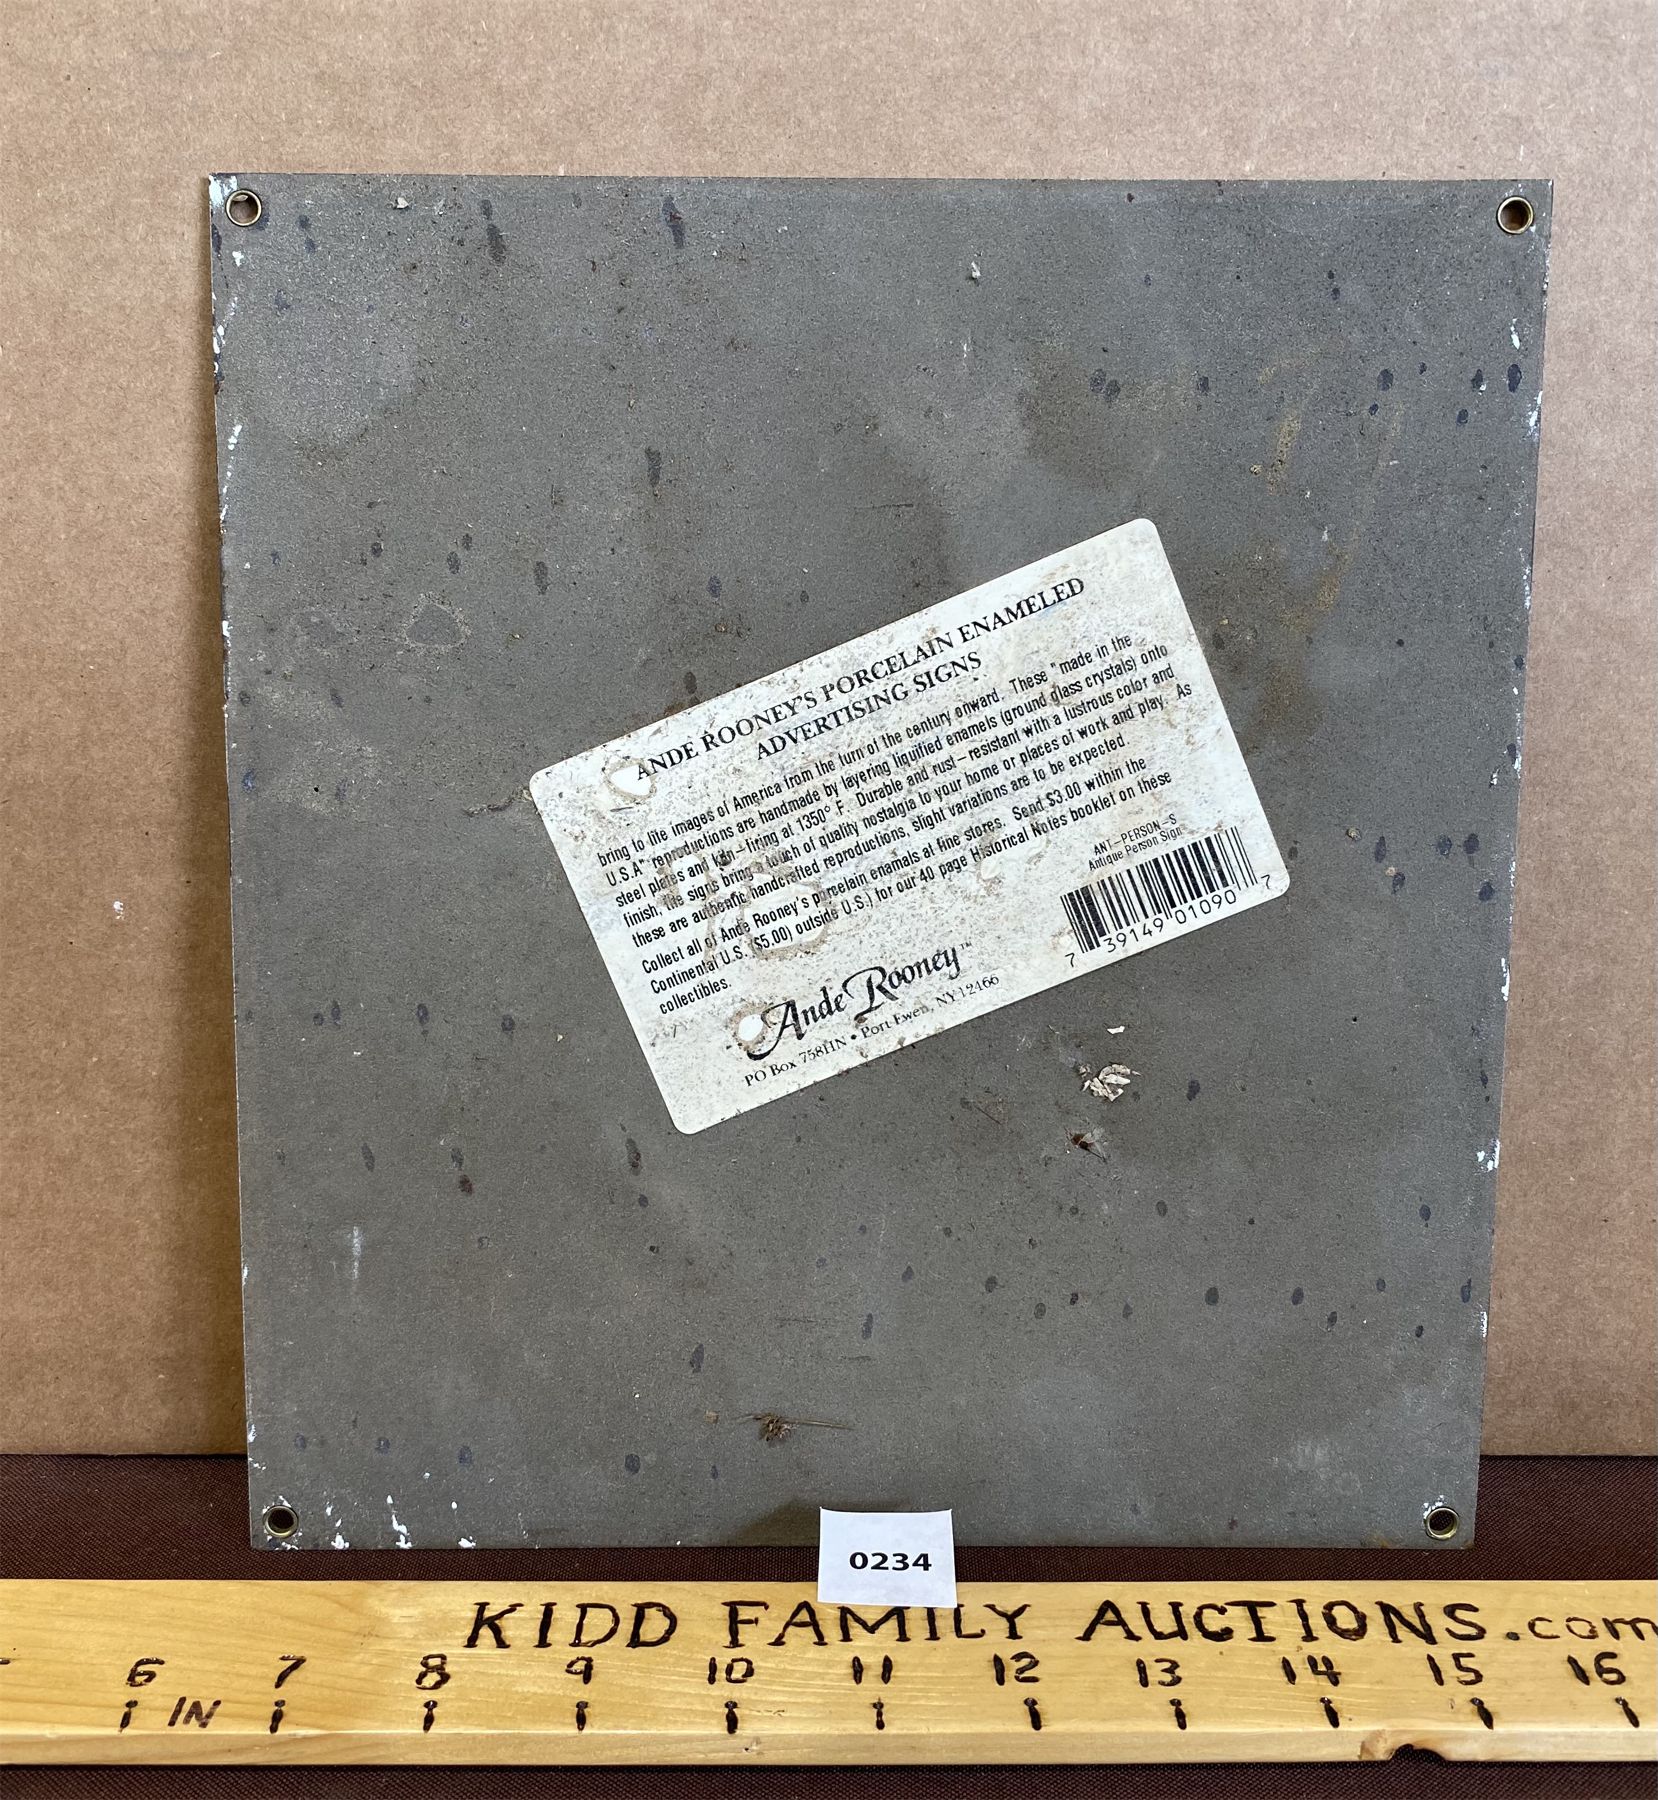 ANDE ROONEY'S PORCELAIN ENAMELED
ADVERTISING SIGNS
bring to life images of America from the turn of the century onward. These "made in the
U.S.A" reproductions are handmade by layering liquified enamels (ground glass crystals) onto
steel plates and kiln-firing at 1350° F. Durable and rust-resistant with a lustrous color and
finish, the signs bring a touch of quality nostalgia to your home or places of work and play. As
these are authentic handcrafted reproductions, slight variations are to be expected.
Collect all of Ande Rooney's porcelain enamals at fine stores. Send $3.00 within the
Continental U.S. ($5.00) outside U.S.) for our 40 page Historical Notes booklet on these
collectibles.
ANT-PERSON-S
Antique Person Sign
7 39149 01090 7
Ande Rooney™
PO Box 758HN • Port Ewen, NY 12466
0234
KIDD FAMILY AUCTIONS.com
6 7 8 9 10 11 12 13 14 15 16
IN